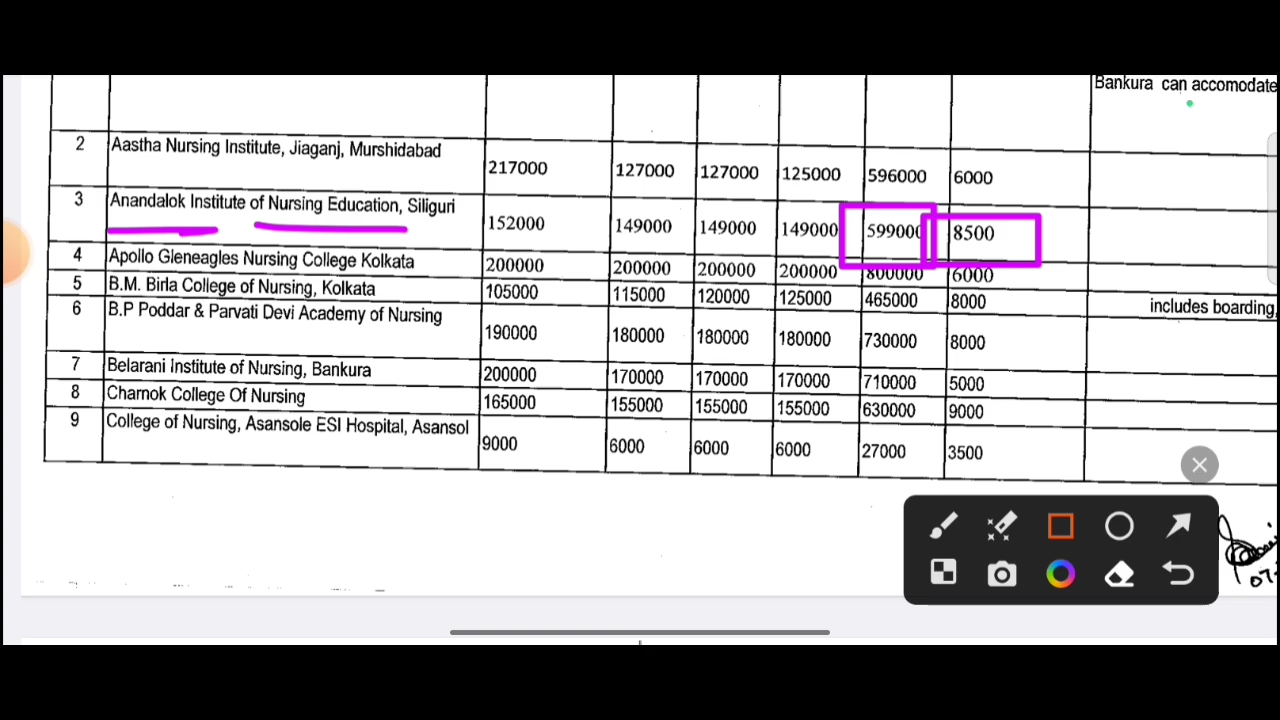 Bankura can accomodate
2 Aastha Nursing Institute, Jiaganj, Murshidabad 217000 127000 127000 125000 596000 6000
3 Anandalok Institute of Nursing Education, Siliguri 152000 149000 149000 149000 599000 8500
4 Apollo Gleneagles Nursing College Kolkata 200000 200000 200000 200000 800000 6000
5 B.M. Birla College of Nursing, Kolkata 105000 115000 120000 125000 465000 8000 includes boarding,
6 B.P Poddar & Parvati Devi Academy of Nursing 190000 180000 180000 180000 730000 8000
7 Belarani Institute of Nursing, Bankura 200000 170000 170000 170000 710000 5000
8 Charnok College Of Nursing 165000 155000 155000 155000 630000 9000
9 College of Nursing, Asansole ESI Hospital, Asansol 9000 6000 6000 6000 27000 3500